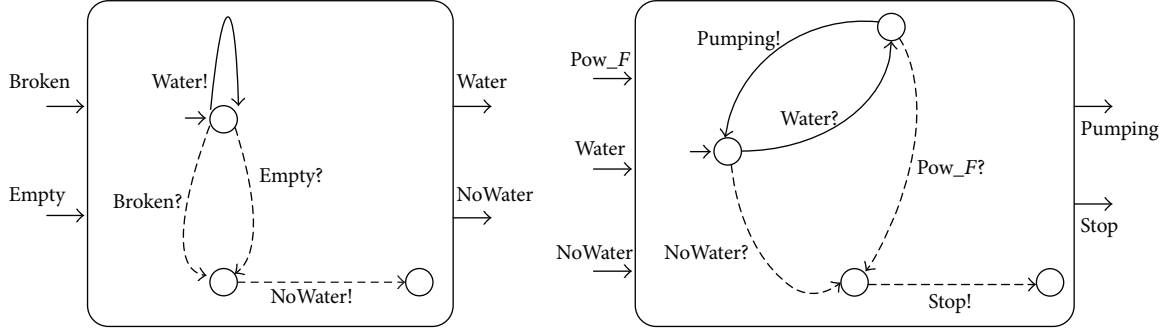 Broken
Empty
Water!
Broken?
Empty?
NoWater!
Water
NoWater
Pow_F
Water
NoWater
Pumping!
Water?
Pow_F?
NoWater?
Stop!
Pumping
Stop